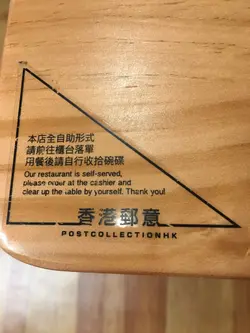 本店全自助形式
請前往櫃台落單
用餐後請自行收拾碗碟
Our restaurant is self-served,
please order at the cashier and
clear up the table by yourself. Thank you!
香港郵意
POSTCOLLECTIONHK